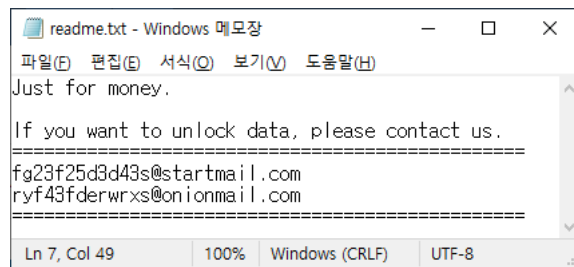 readme.txt - Windows 메모장
파일(F) 편집(E) 서식(O) 보기(V) 도움말(H)
Just for money.
If you want to unlock data, please contact us.
================================================
fg23f25d3d43s@startmail.com
ryf43fderwrxs@onionmail.com
================================================
Ln 7, Col 49 100% Windows (CRLF) UTF-8